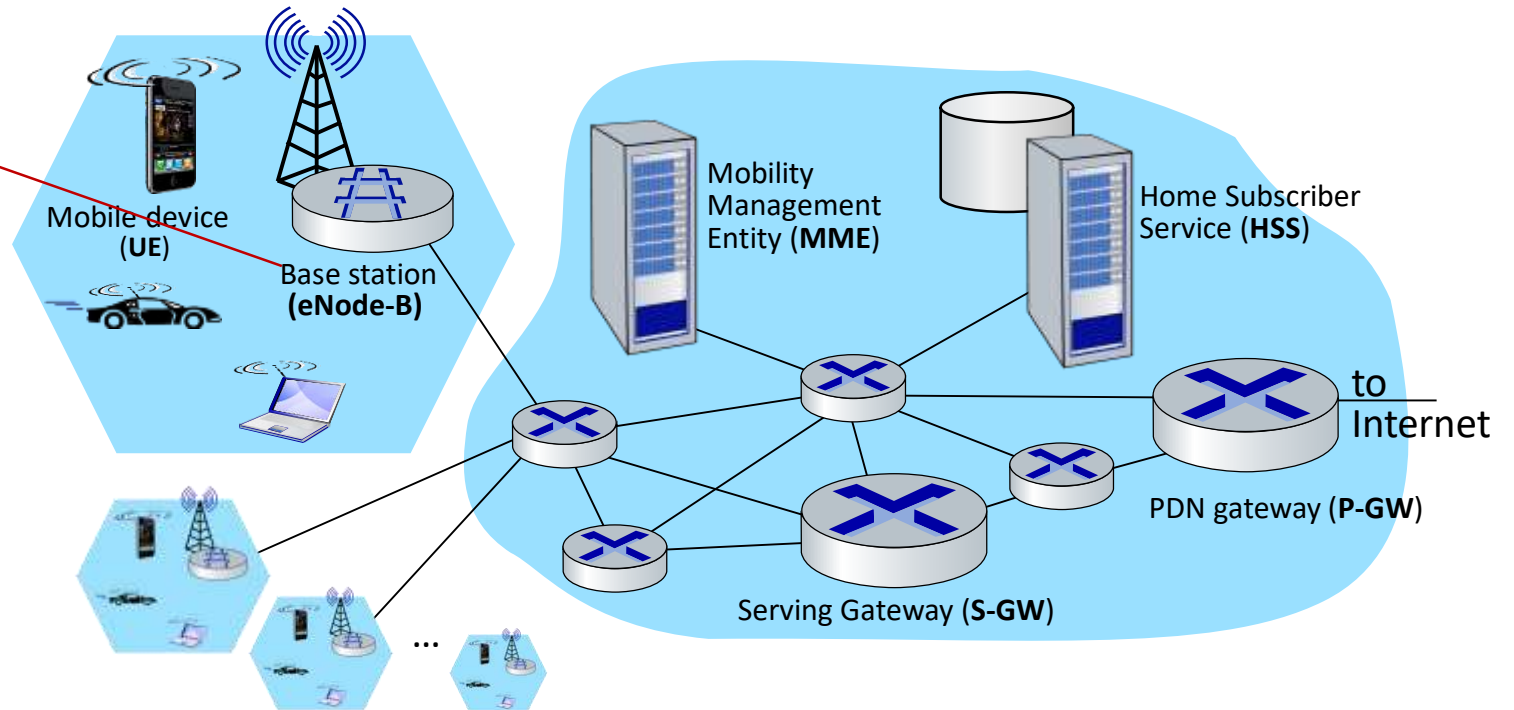 Mobile device
(UE)
Base station
(eNode-B)
Mobility
Management
Entity (MME)
Home Subscriber
Service (HSS)
to
Internet
PDN gateway (P-GW)
Serving Gateway (S-GW)
...